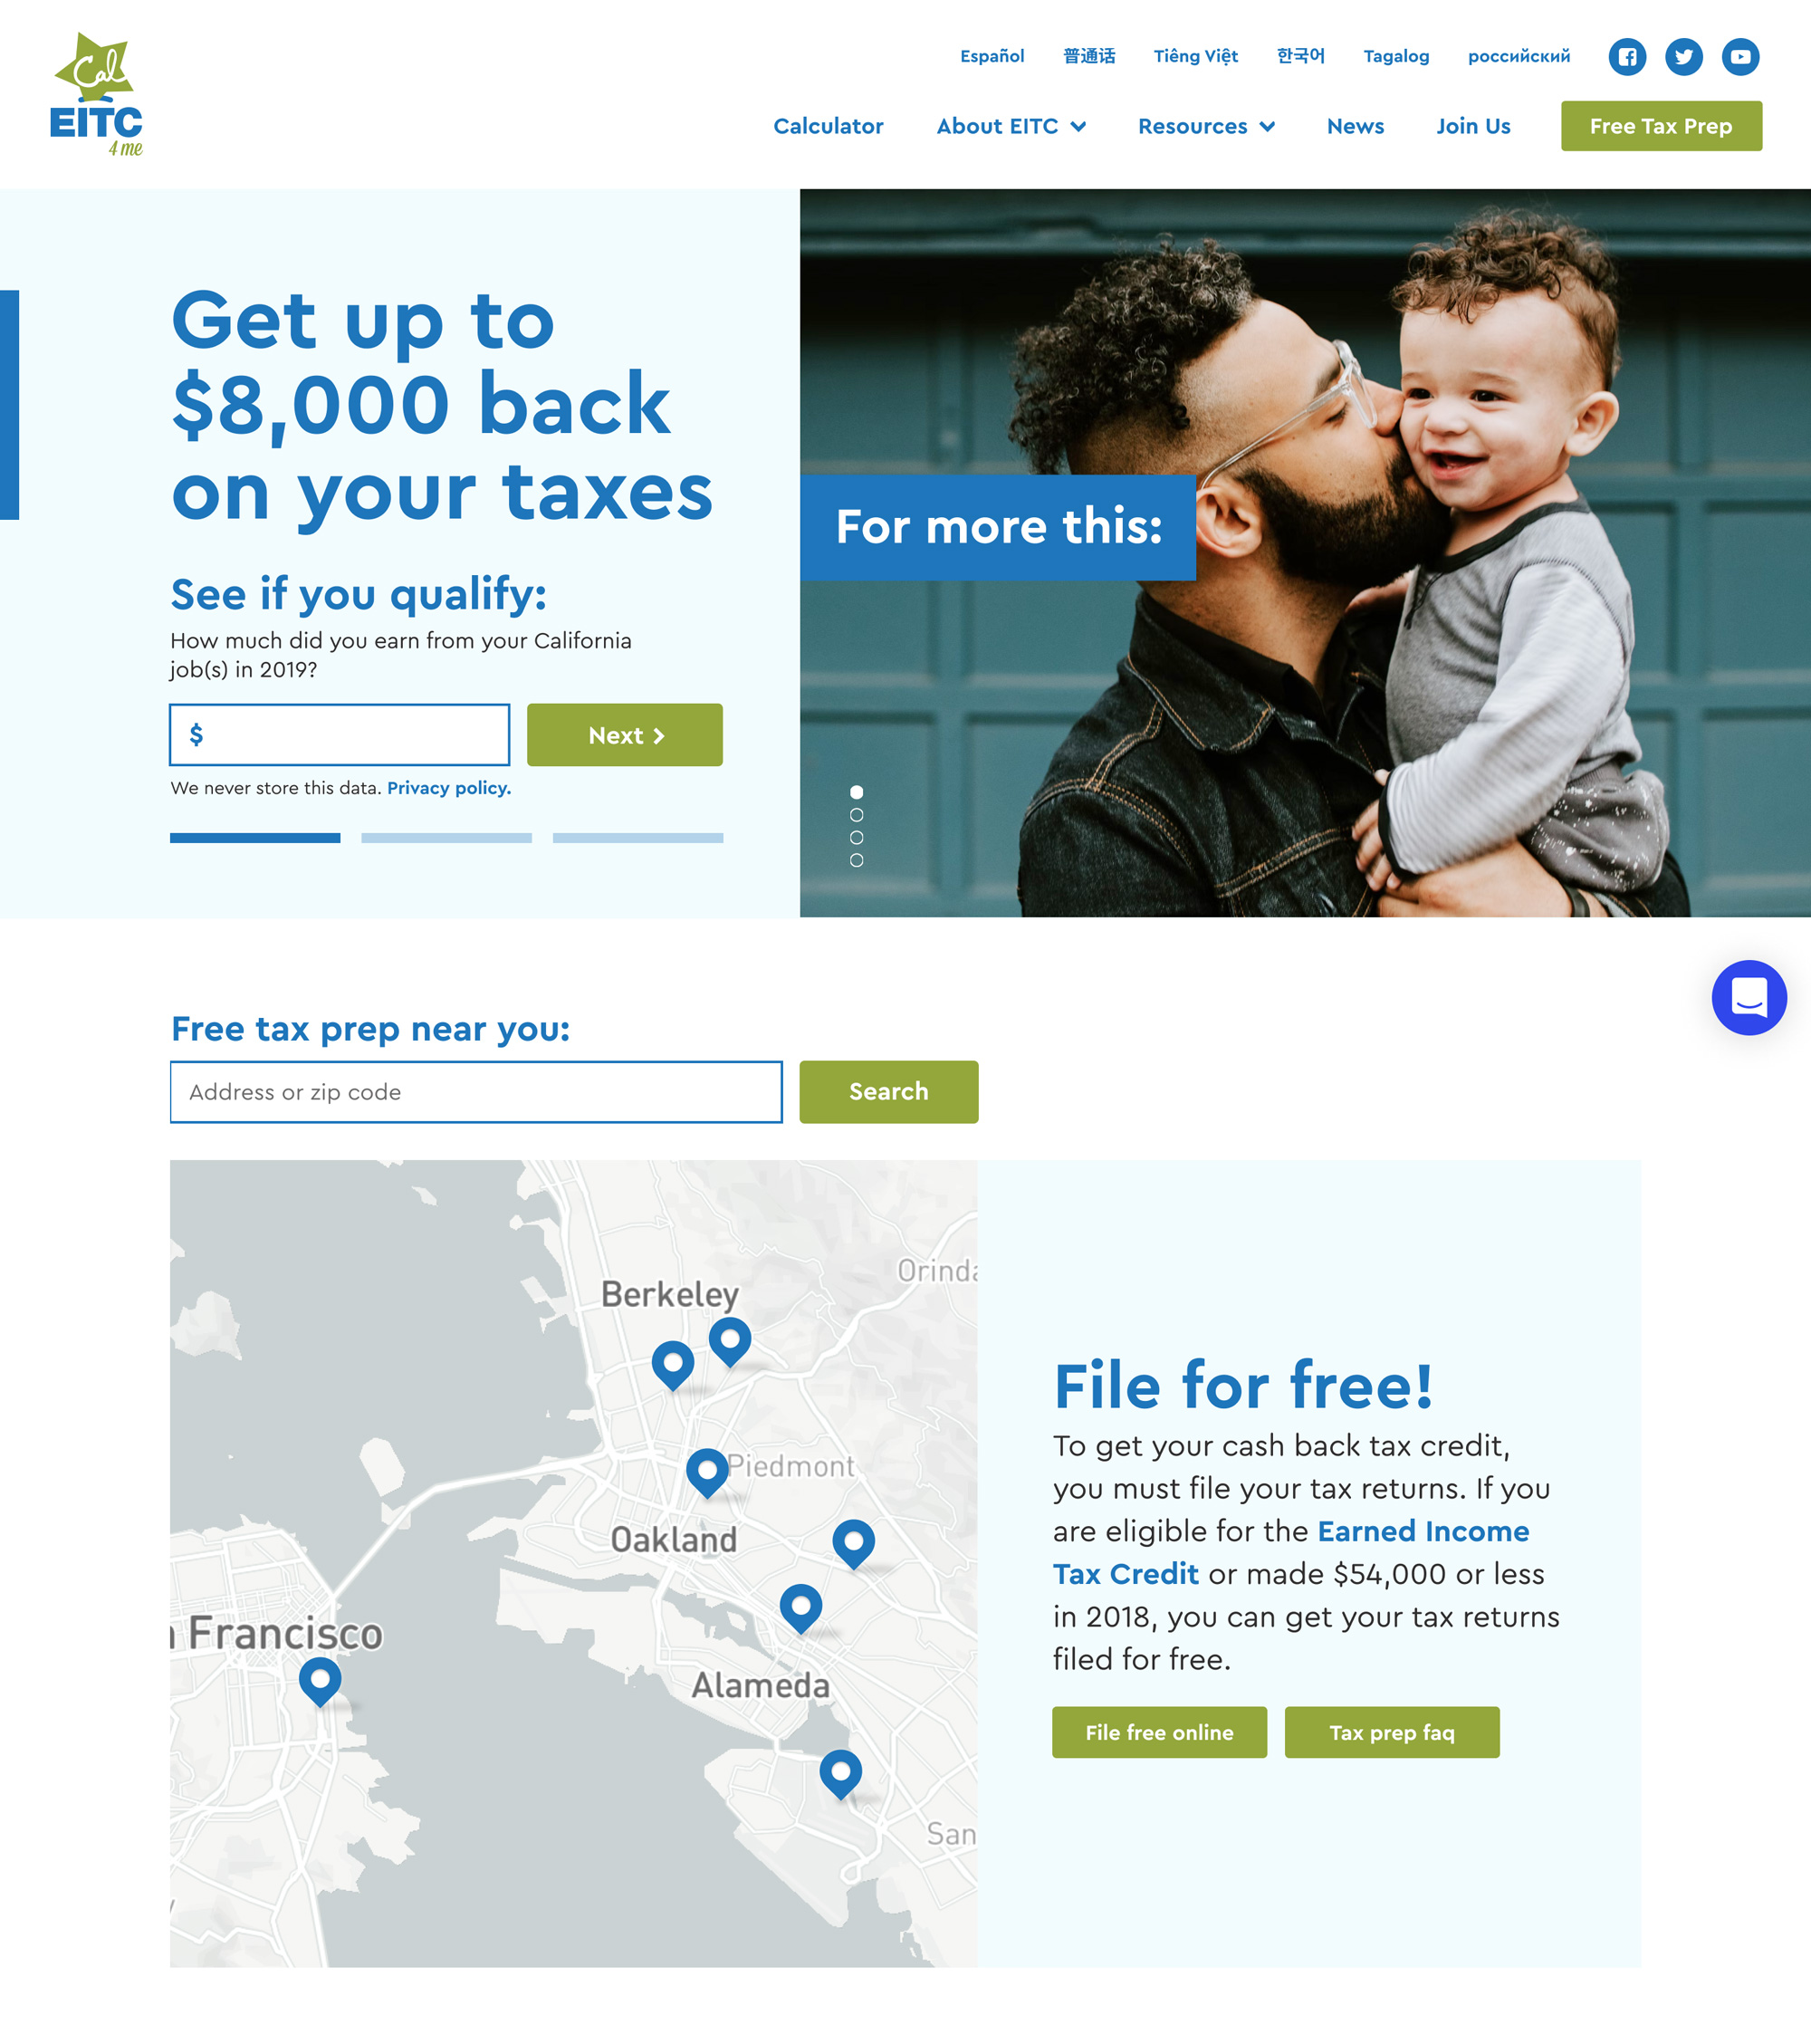 Cal
EITC
4 me
Español 普通话 Tiêng Việt 한국어 Tagalog российский
Calculator About EITC Resources News Join Us Free Tax Prep
Get up to
$8,000 back
on your taxes
See if you qualify:
How much did you earn from your California
job(s) in 2019?
$ Next
We never store this data. Privacy policy.
For more this:
Free tax prep near you:
Address or zip code Search
Orinda
Berkeley
Piedmont
Oakland
n Francisco
Alameda
San
File for free!
To get your cash back tax credit,
you must file your tax returns. If you
are eligible for the Earned Income
Tax Credit or made $54,000 or less
in 2018, you can get your tax returns
filed for free.
File free online Tax prep faq